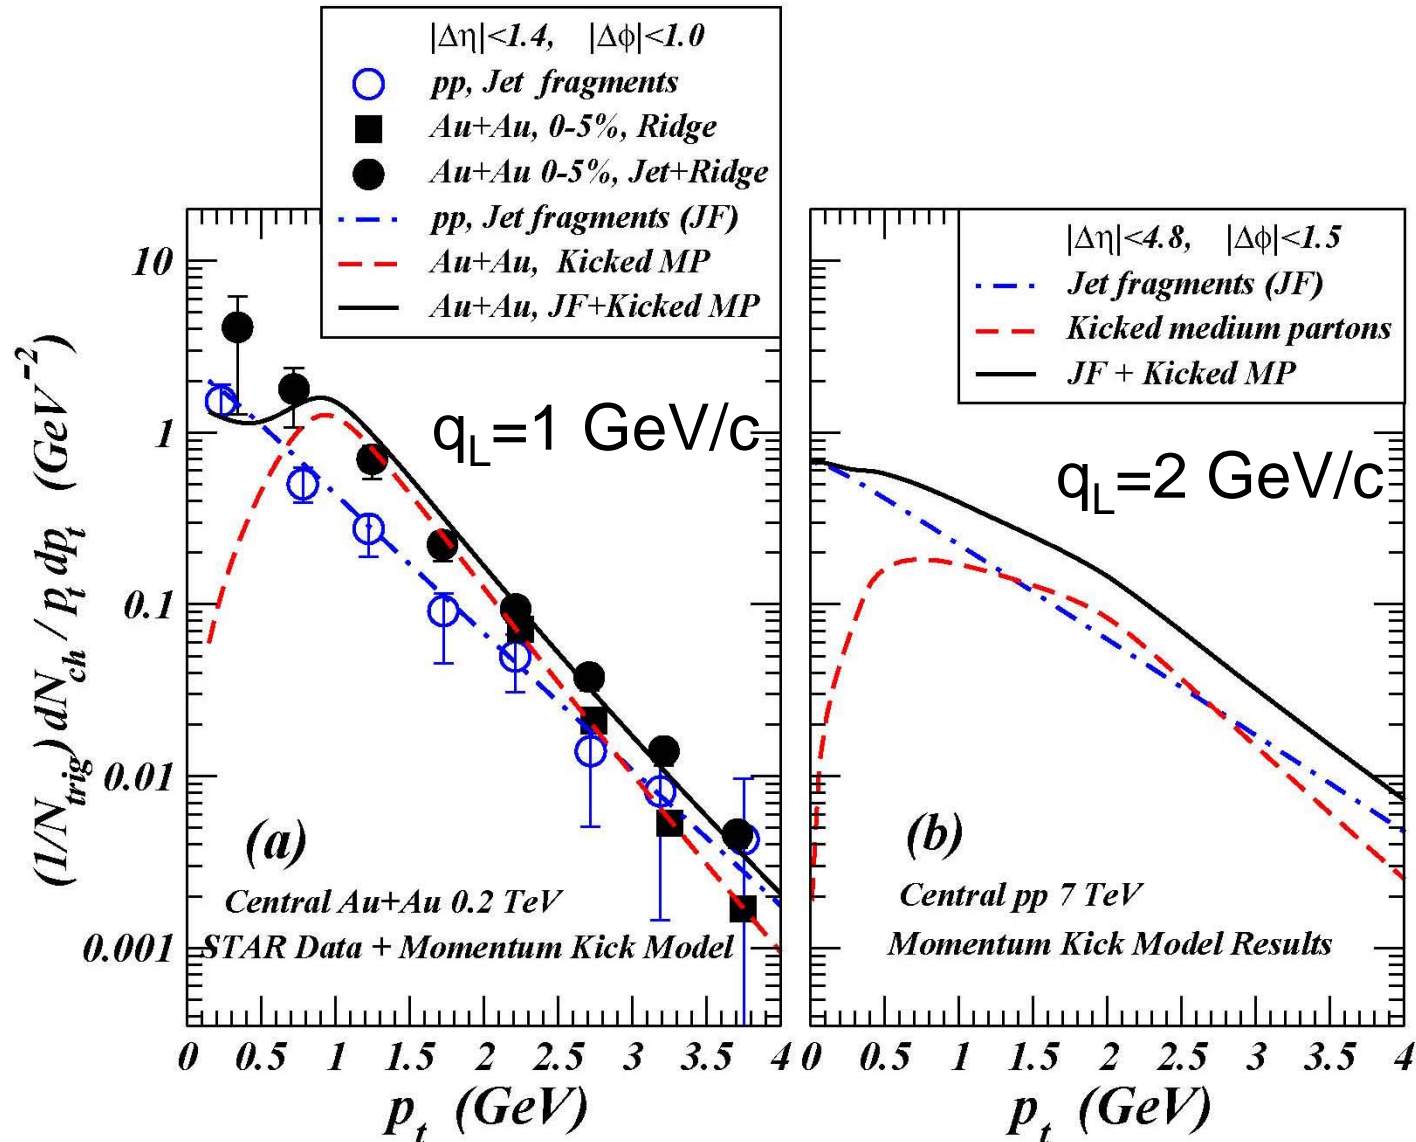 |Δη|<1.4, |Δϕ|<1.0
pp, Jet fragments
Au+Au, 0-5%, Ridge
Au+Au 0-5%, Jet+Ridge
pp, Jet fragments (JF)
Au+Au, Kicked MP
Au+Au, JF+Kicked MP
|Δη|<4.8, |Δϕ|<1.5
Jet fragments (JF)
Kicked medium partons
JF + Kicked MP
(1/N_trig) dN_ch / p_t dp_t (GeV^-2)
10
1
0.1
0.01
0.001
q_L=1 GeV/c
q_L=2 GeV/c
(a)
Central Au+Au 0.2 TeV
STAR Data + Momentum Kick Model
(b)
Central pp 7 TeV
Momentum Kick Model Results
0 0.5 1 1.5 2 2.5 3 3.5 4
0.5 1 1.5 2 2.5 3 3.5 4
p_t (GeV)
p_t (GeV)